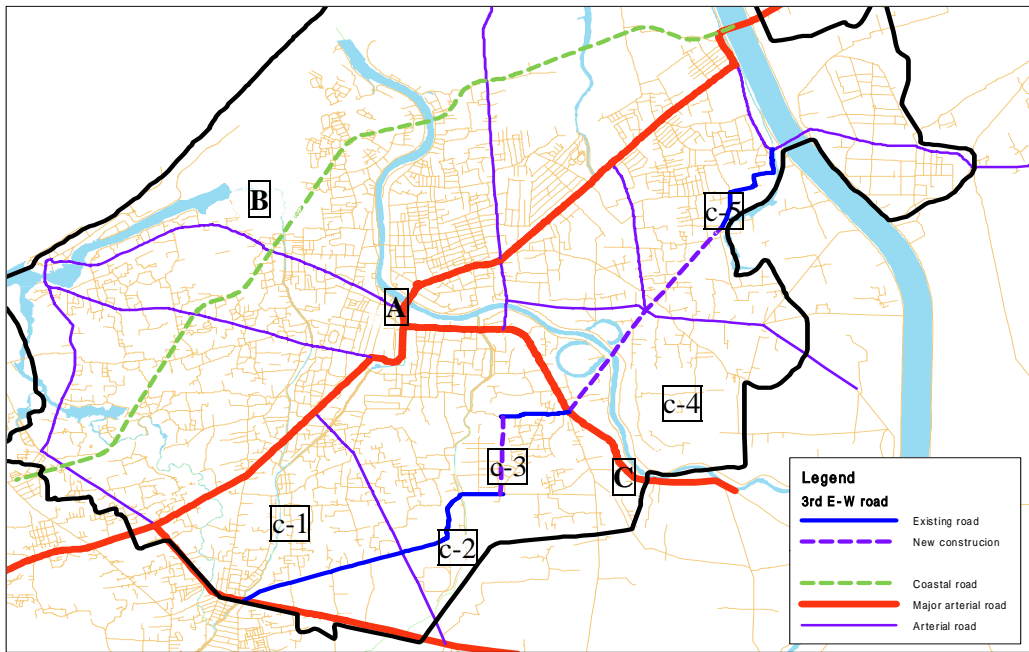 B
c-5
A
c-4
c-3
C
c-1
c-2
Legend
3rd E-W road
Existing road
New construcion
Coastal road
Major arterial road
Arterial road